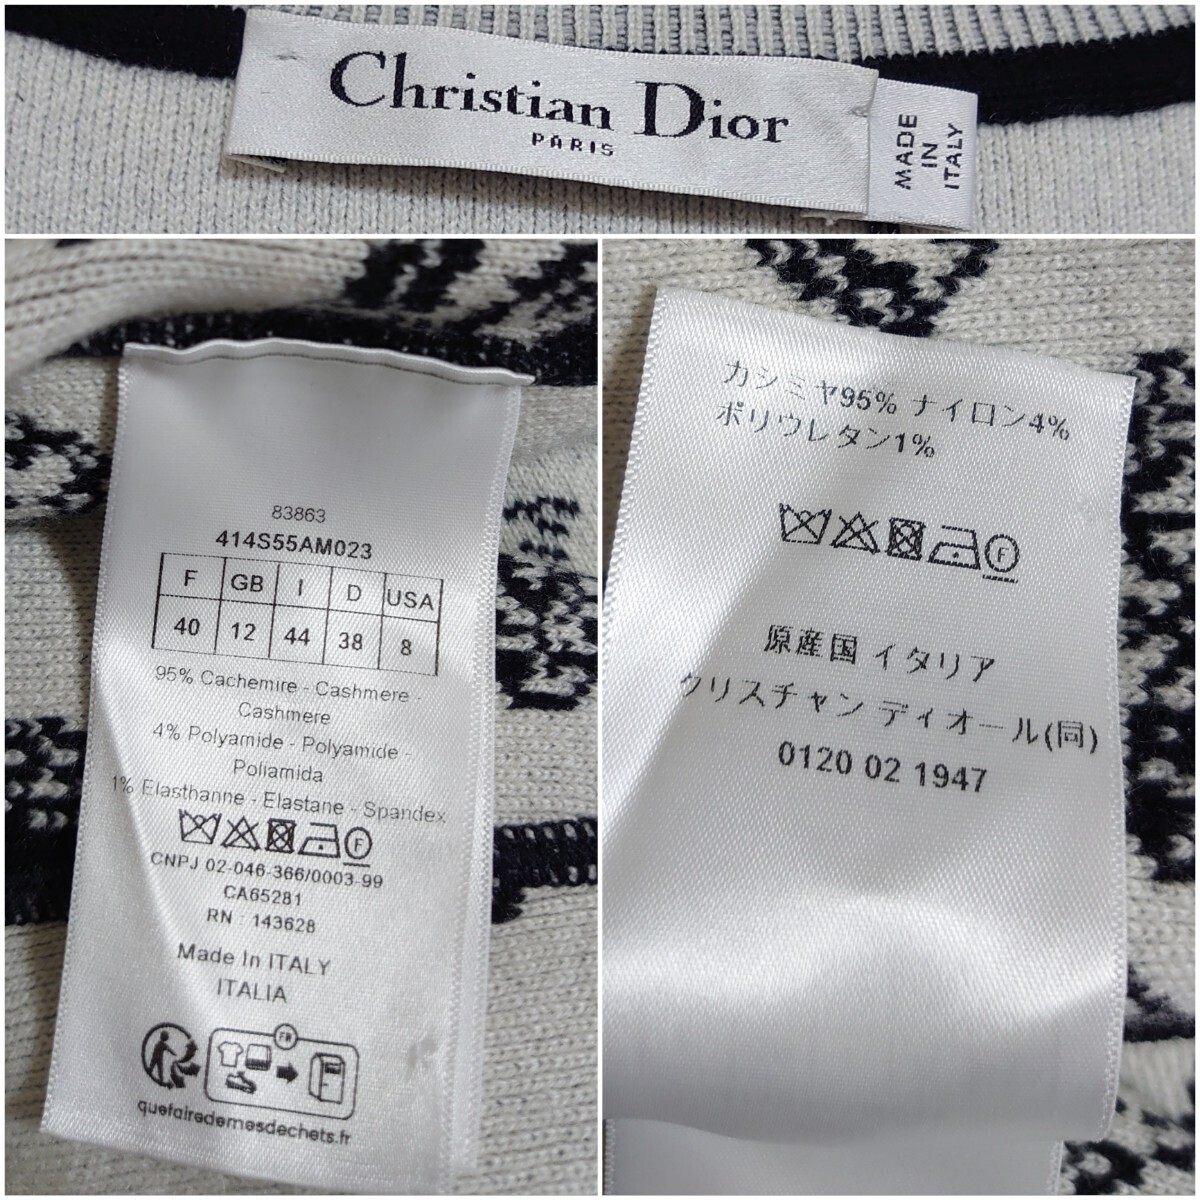 Christian Dior
PARIS
MADE
IN
ITALY
83863
414S55AM023
F GB I D USA
40 12 44 38 8
95% Cachemire - Cashmere -
Cashmere
4% Polyamide - Polyamide -
Poliamida
1% Elasthanne - Elastane - Spandex
F
CNPJ 02-046-366/0003-99
CA65281
RN : 143628
Made In ITALY
ITALIA
FR
quefairedemesdechets.fr
カシミヤ95% ナイロン4%
ポリウレタン1%
F
原産国 イタリア
クリスチャン ディオール(同)
0120 02 1947